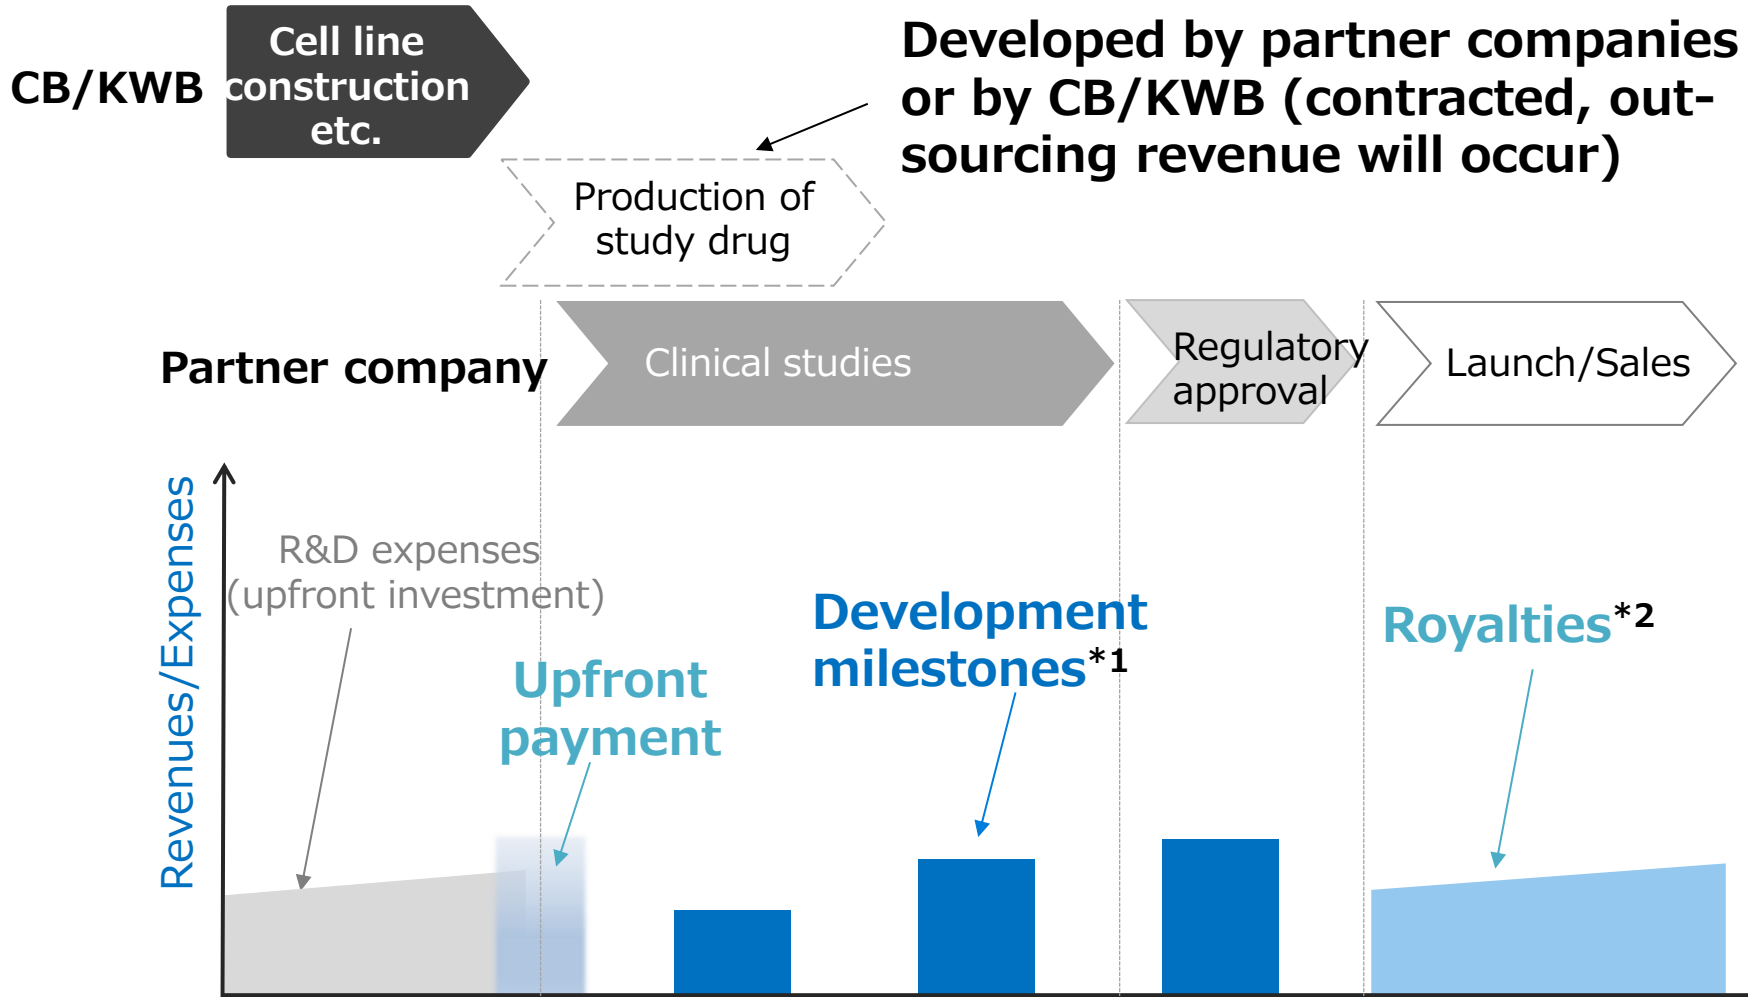 CB/KWB
Cell line
construction
etc.
Developed by partner companies
or by CB/KWB (contracted, out-
sourcing revenue will occur)
Production of
study drug
Partner company
Clinical studies
Regulatory
approval
Launch/Sales
Revenues/Expenses
R&D expenses
(upfront investment)
Upfront
payment
Development
milestones*1
Royalties*2